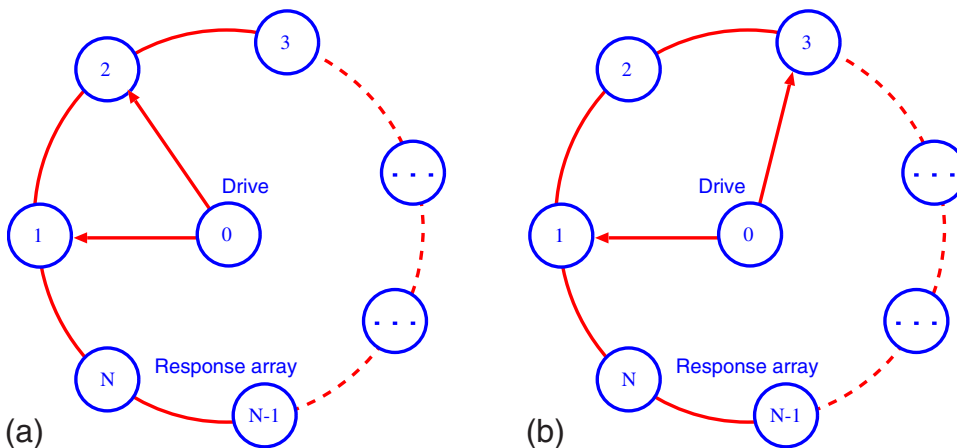 3
2
. . .
Drive
1
0
. . .
Response array
N
N-1
(a)
3
2
. . .
Drive
1
0
. . .
Response array
N
N-1
(b)